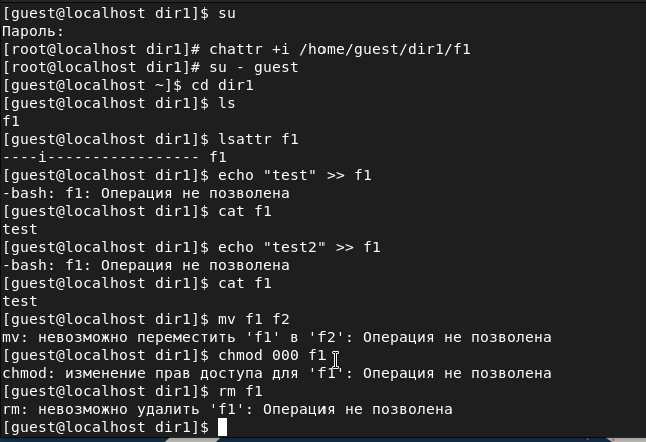 [guest@localhost dir1]$ su
Пароль:
[root@localhost dir1]# chattr +i /home/guest/dir1/f1
[root@localhost dir1]# su - guest
[guest@localhost ~]$ cd dir1
[guest@localhost dir1]$ ls
f1
[guest@localhost dir1]$ lsattr f1
----i----------------- f1
[guest@localhost dir1]$ echo "test" >> f1
-bash: f1: Операция не позволена
[guest@localhost dir1]$ cat f1
test
[guest@localhost dir1]$ echo "test2" >> f1
-bash: f1: Операция не позволена
[guest@localhost dir1]$ cat f1
test
[guest@localhost dir1]$ mv f1 f2
mv: невозможно переместить 'f1' в 'f2': Операция не позволена
[guest@localhost dir1]$ chmod 000 f1
chmod: изменение прав доступа для 'f1': Операция не позволена
[guest@localhost dir1]$ rm f1
rm: невозможно удалить 'f1': Операция не позволена
[guest@localhost dir1]$